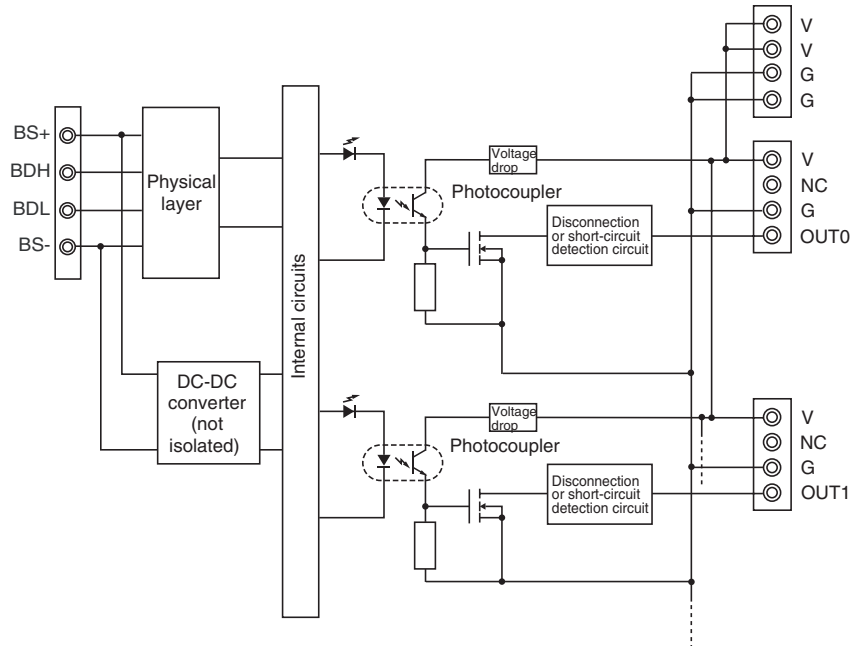 BS+
BDH
BDL
BS-
Physical
layer
DC-DC
converter
(not
isolated)
Internal circuits
Photocoupler
Voltage
drop
Disconnection
or short-circuit
detection circuit
V
V
G
G
V
NC
G
OUT0
Photocoupler
Voltage
drop
Disconnection
or short-circuit
detection circuit
V
NC
G
OUT1